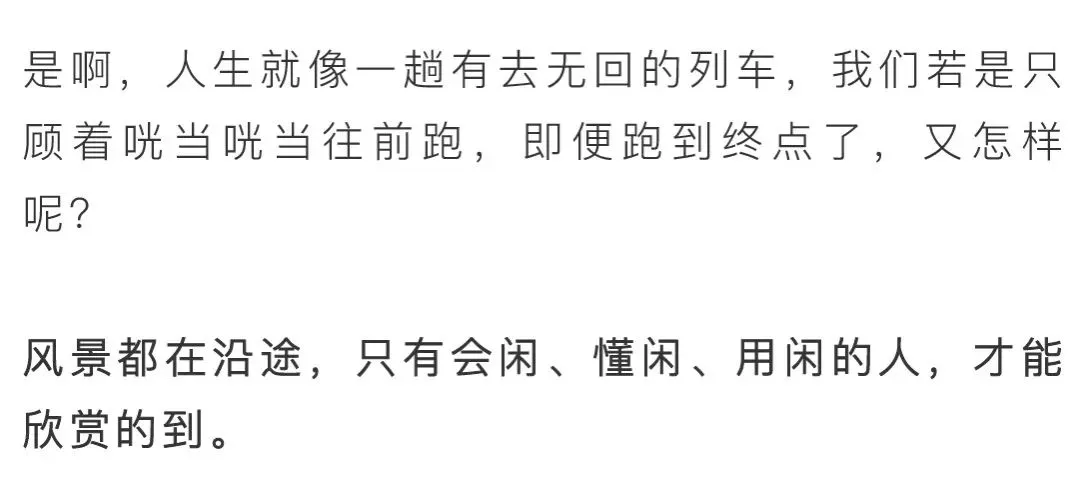 是啊，人生就像一趟有去无回的列车，我们若是只
顾着咣当咣当往前跑，即便跑到终点了，又怎样
呢？
风景都在沿途，只有会闲、懂闲、用闲的人，才能
欣赏的到。